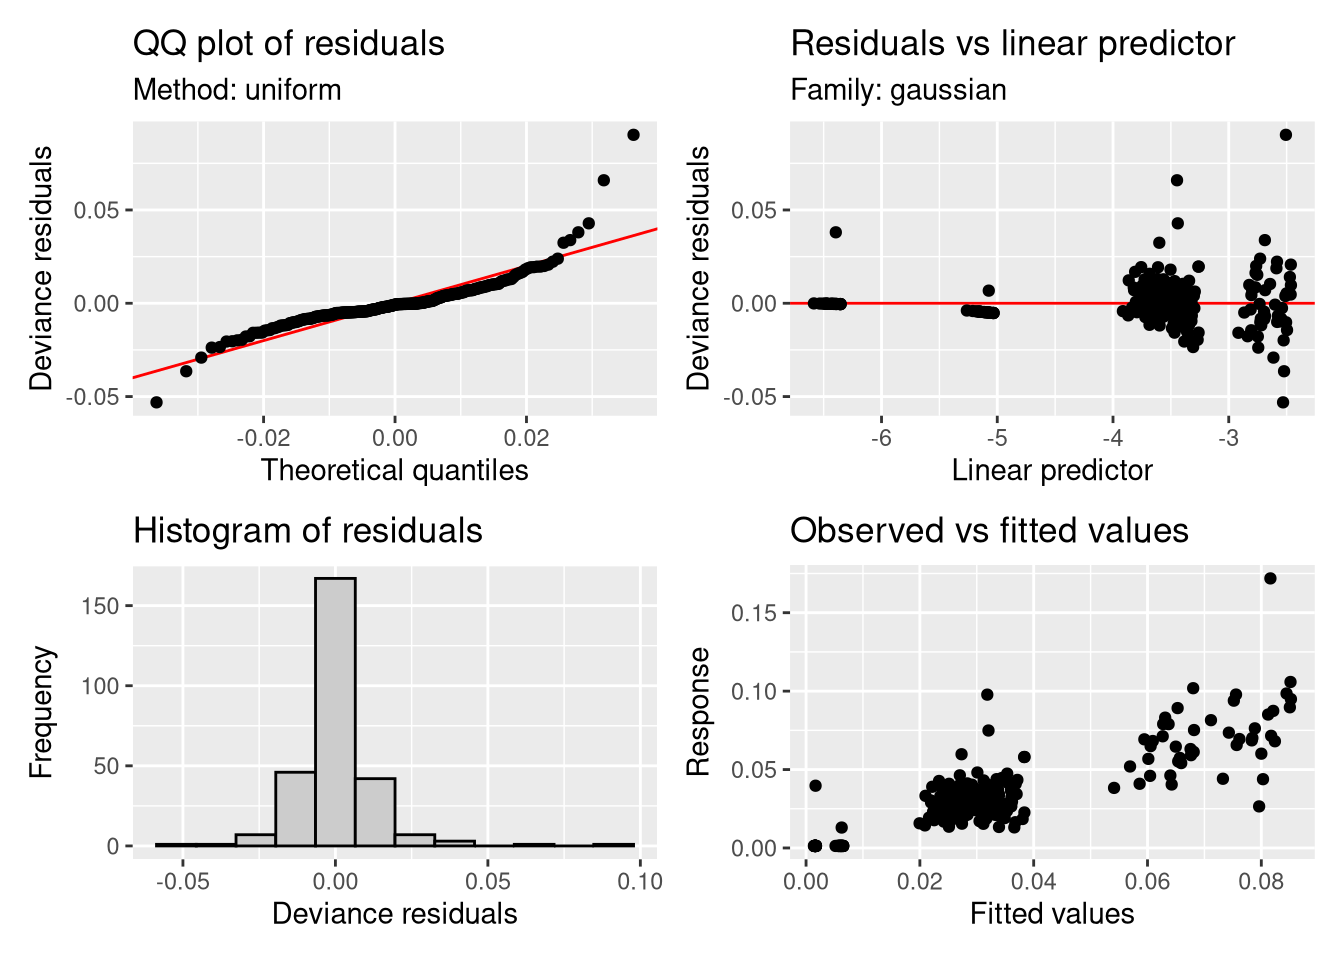 QQ plot of residuals
Method: uniform
Deviance residuals
0.05
0.00
-0.05
-0.02
0.00
0.02
Theoretical quantiles
Residuals vs linear predictor
Family: gaussian
Deviance residuals
0.05
0.00
-0.05
-6
-5
-4
-3
Linear predictor
Histogram of residuals
Frequency
150
100
50
0
-0.05
0.00
0.05
0.10
Deviance residuals
Observed vs fitted values
Response
0.15
0.10
0.05
0.00
0.00
0.02
0.04
0.06
0.08
Fitted values